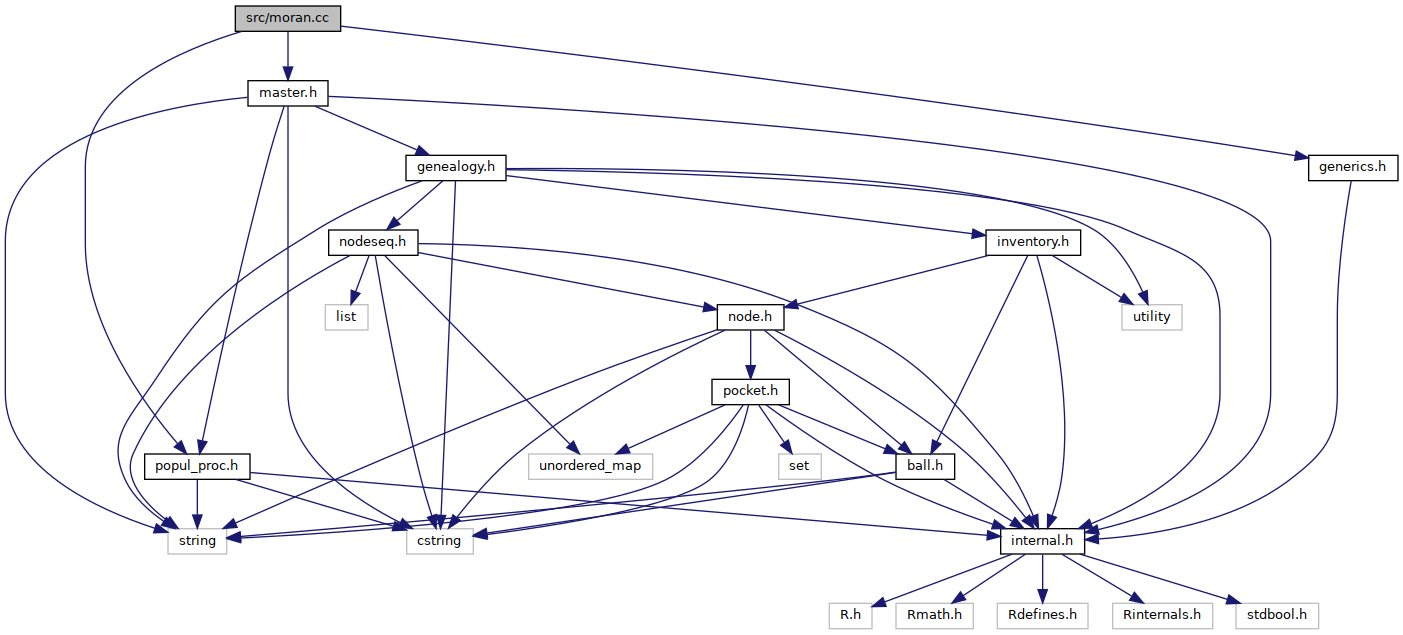 src/moran.cc
master.h
genealogy.h
generics.h
nodeseq.h
inventory.h
list
node.h
utility
pocket.h
popul_proc.h
unordered_map
set
ball.h
string
cstring
internal.h
R.h
Rmath.h
Rdefines.h
Rinternals.h
stdbool.h